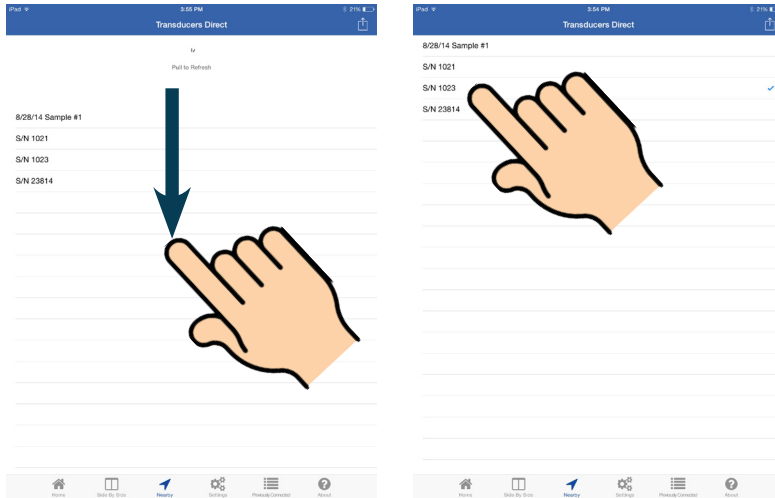 iPad 3:55 PM 21%
Transducers Direct
Pull to Refresh
8/28/14 Sample #1
S/N 1021
S/N 1023
S/N 23814
Home Side By Side Nearby Settings Previously Connected About
iPad 3:54 PM 21%
Transducers Direct
8/28/14 Sample #1
S/N 1021
S/N 1023
S/N 23814
Home Side By Side Nearby Settings Previously Connected About